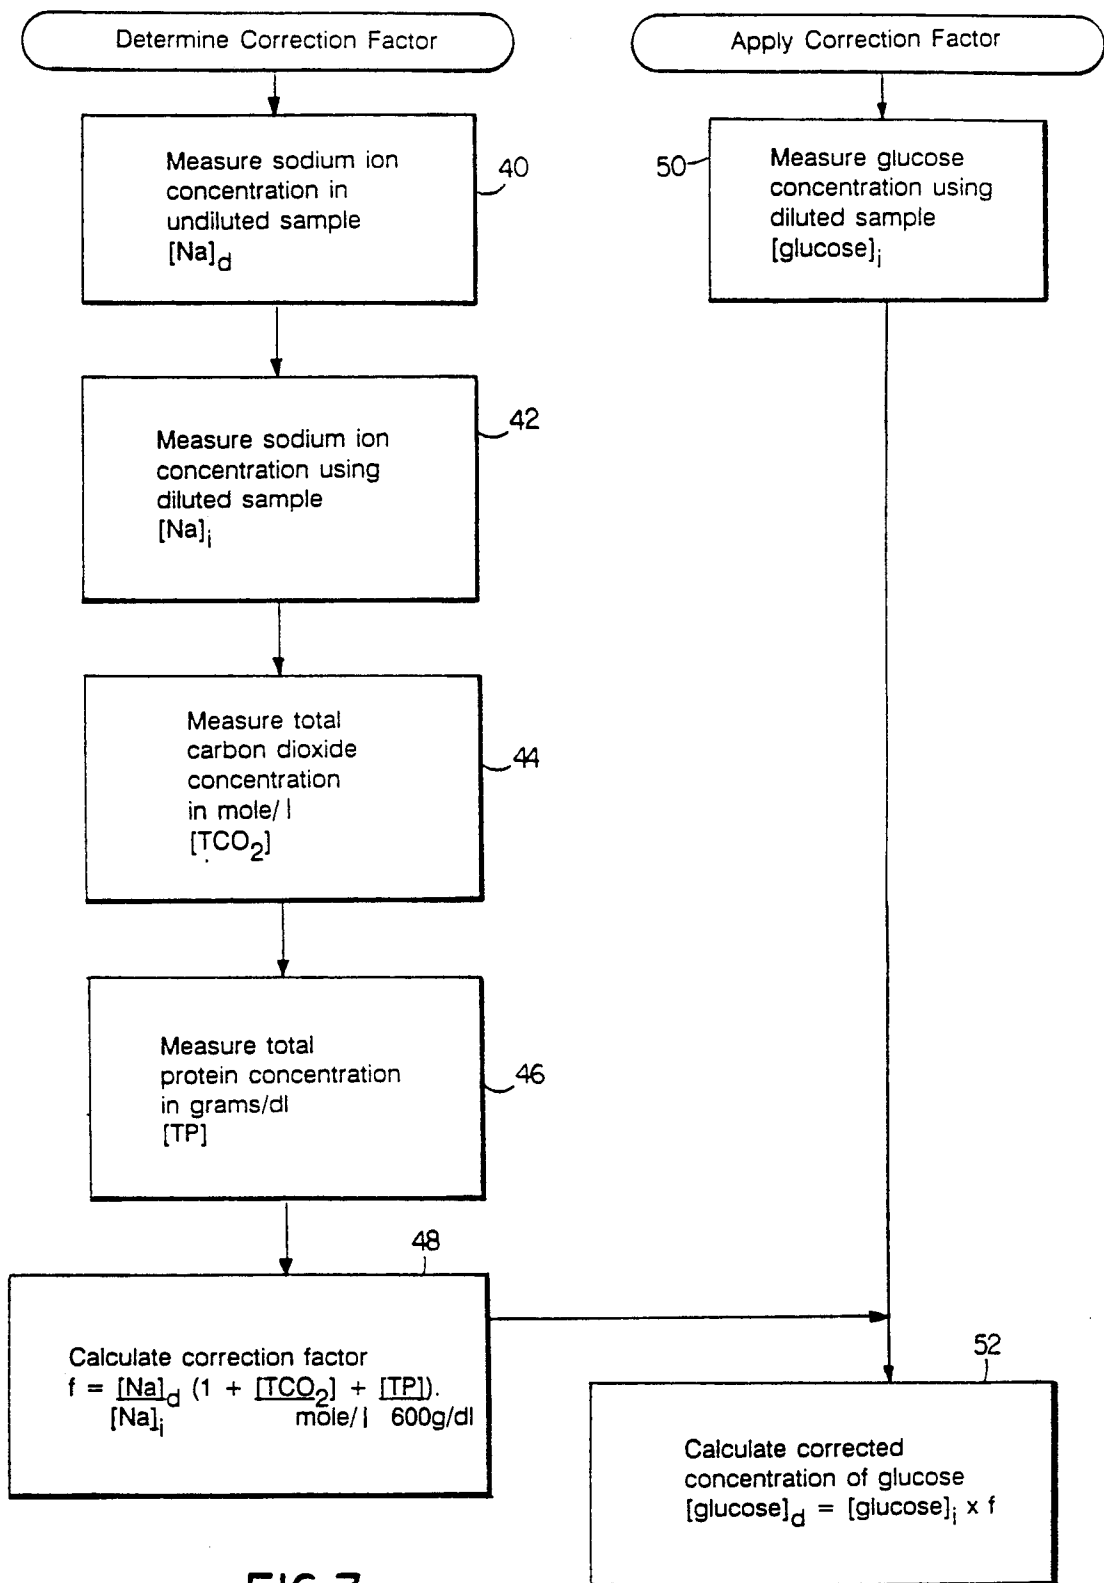 Determine Correction Factor
Measure sodium ion
concentration in
undiluted sample
[Na]d
40
Measure sodium ion
concentration using
diluted sample
[Na]i
42
Measure total
carbon dioxide
concentration
in mole/l
[TCO2]
44
Measure total
protein concentration
in grams/dl
[TP]
46
48
Calculate correction factor
f = [Na]d (1 + [TCO2] + [TP]).
[Na]i mole/l 600g/dl
Apply Correction Factor
50
Measure glucose
concentration using
diluted sample
[glucose]i
52
Calculate corrected
concentration of glucose
[glucose]d = [glucose]i x f